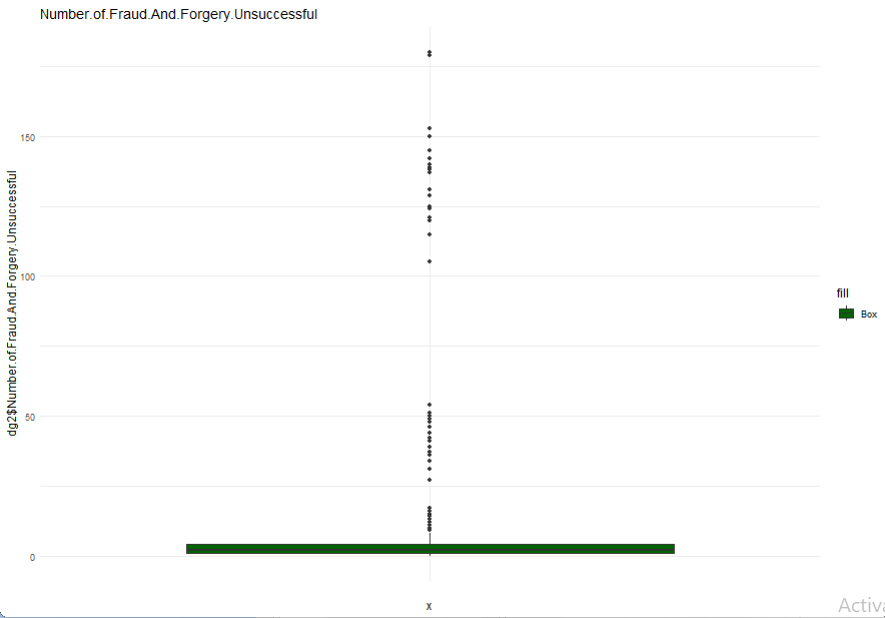 Number.of.Fraud.And.Forgery.Unsuccessful
dg2$Number.of.Fraud.And.Forgery.Unsuccessful
150
100
50
0
x
fill
Box
Activa